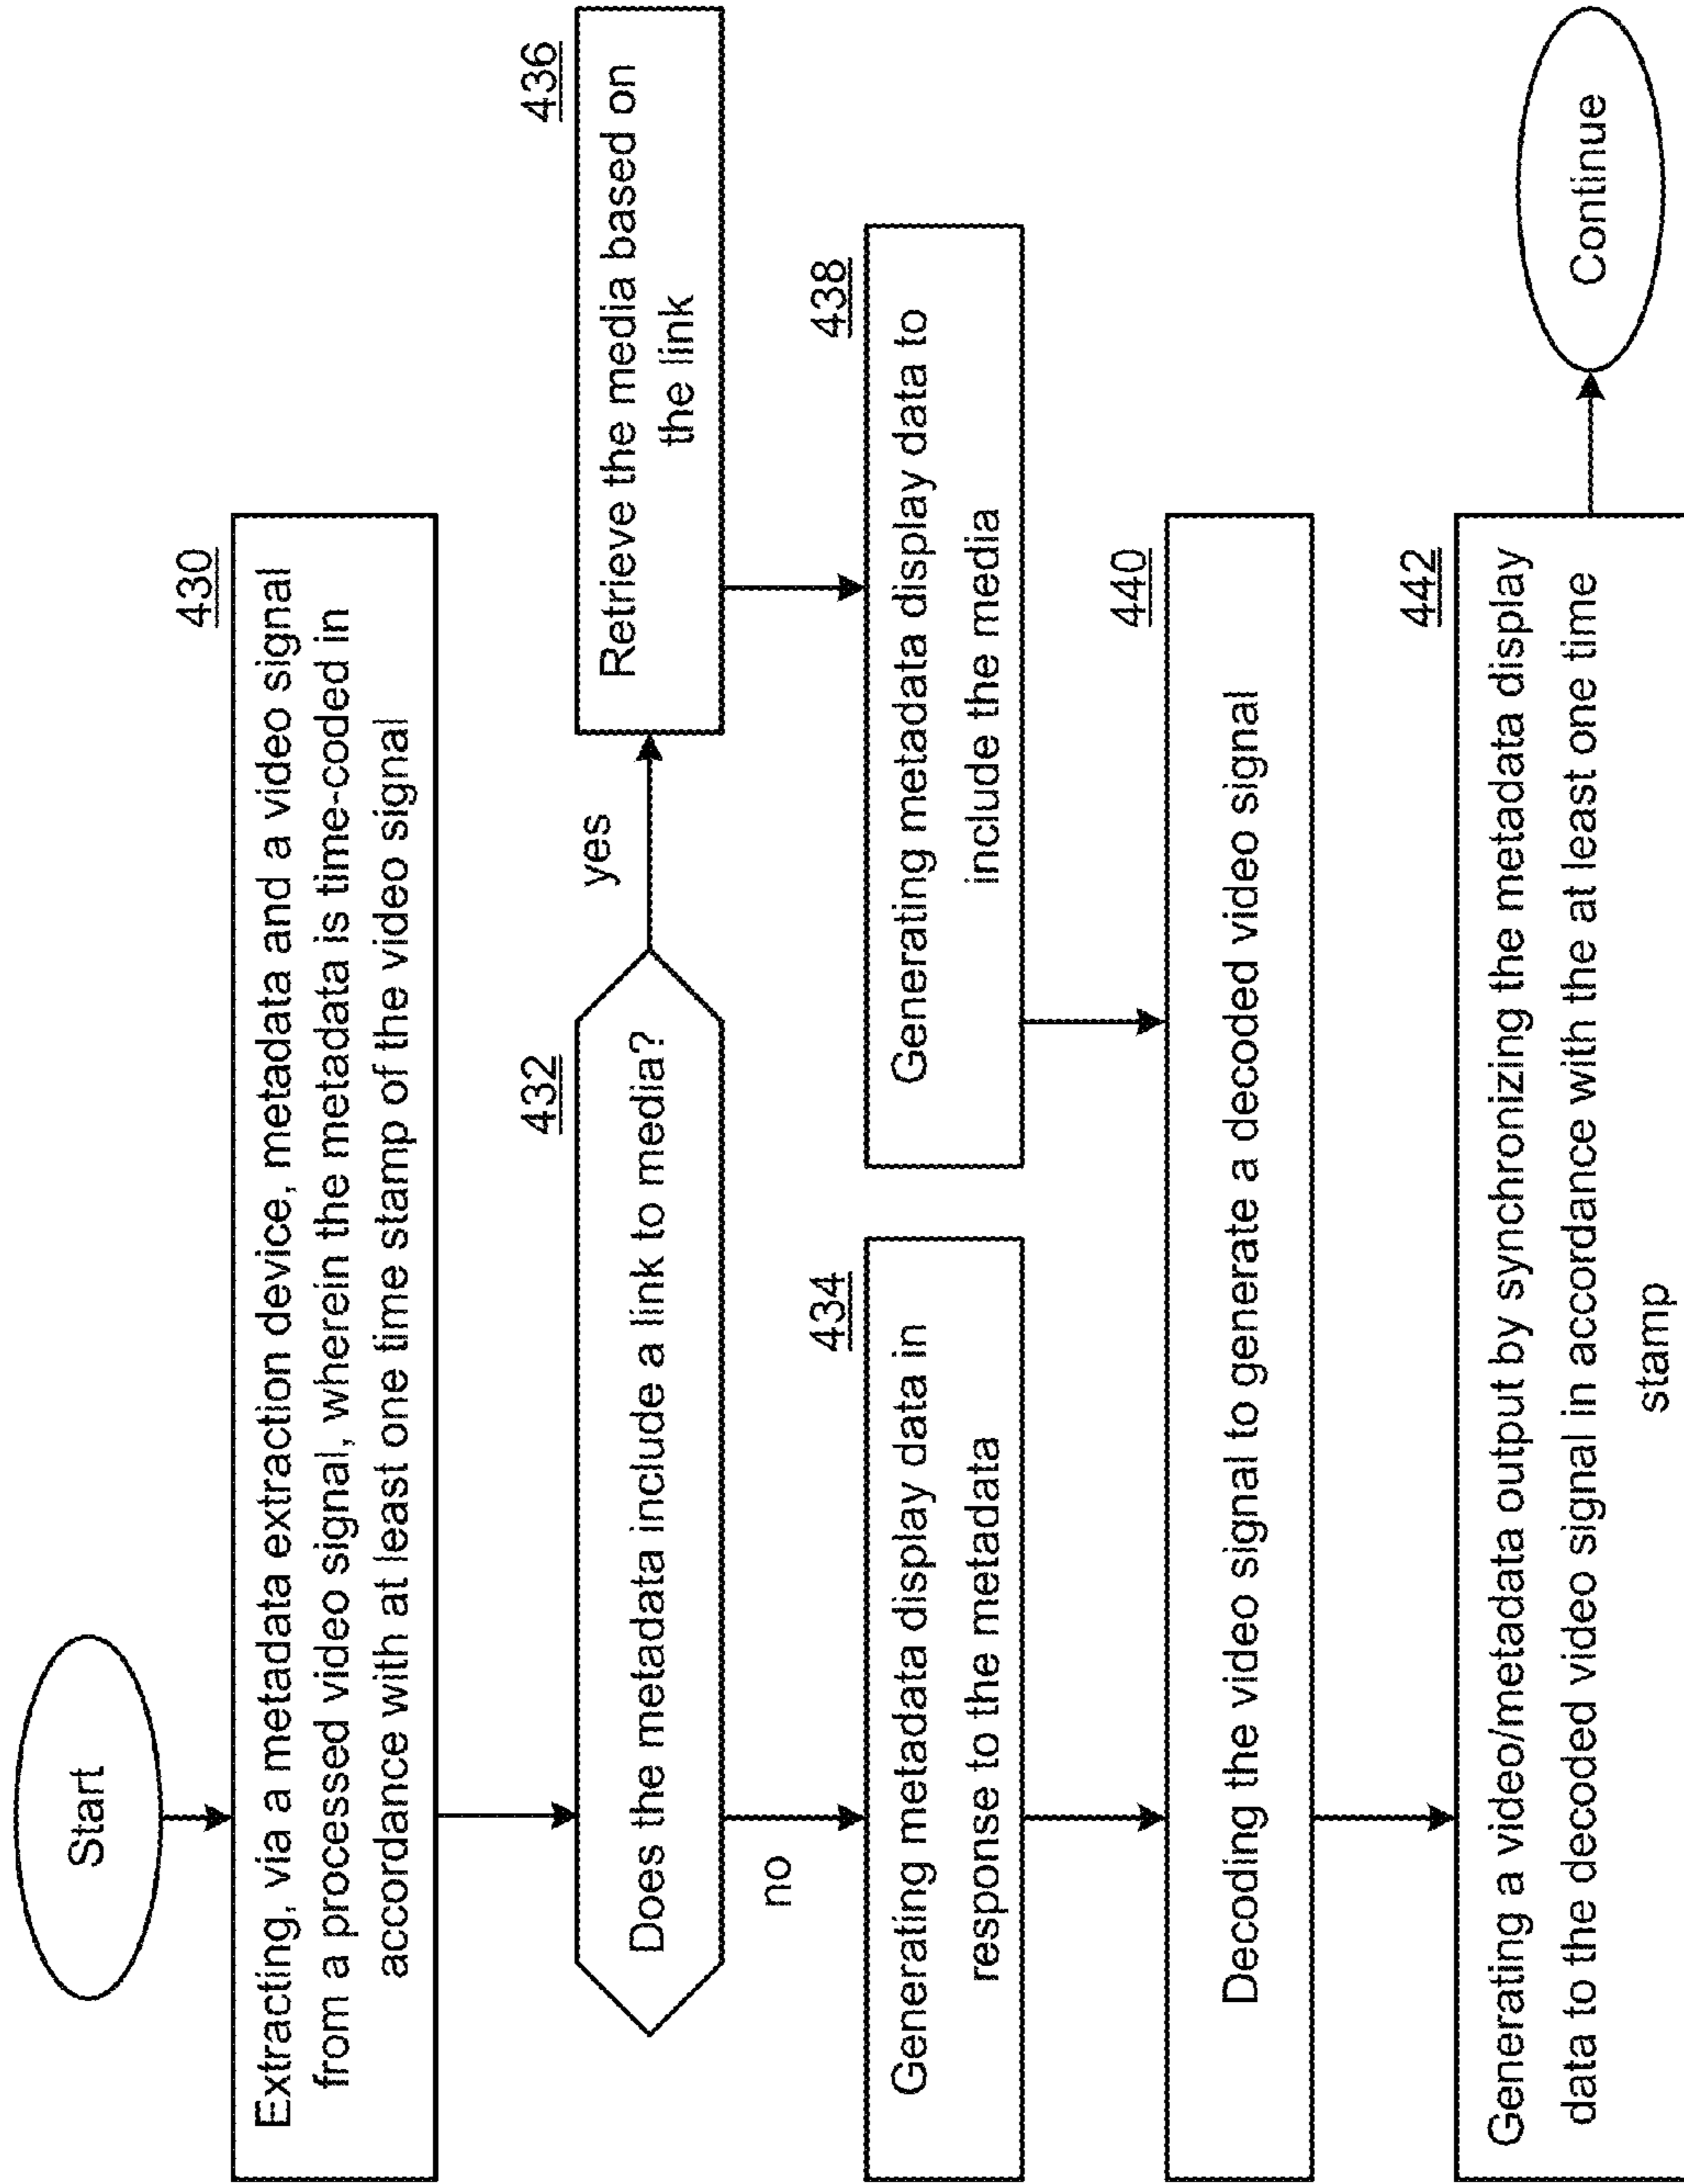 Start
430
Extracting, via a metadata extraction device, metadata and a video signal
from a processed video signal, wherein the metadata is time-coded in
accordance with at least one time stamp of the video signal
432
Does the metadata include a link to media?
yes
436
Retrieve the media based on
the link
no
434
Generating metadata display data in
response to the metadata
438
Generating metadata display data to
include the media
440
Decoding the video signal to generate a decoded video signal
442
Generating a video/metadata output by synchronizing the metadata display
data to the decoded video signal in accordance with the at least one time
stamp
Continue